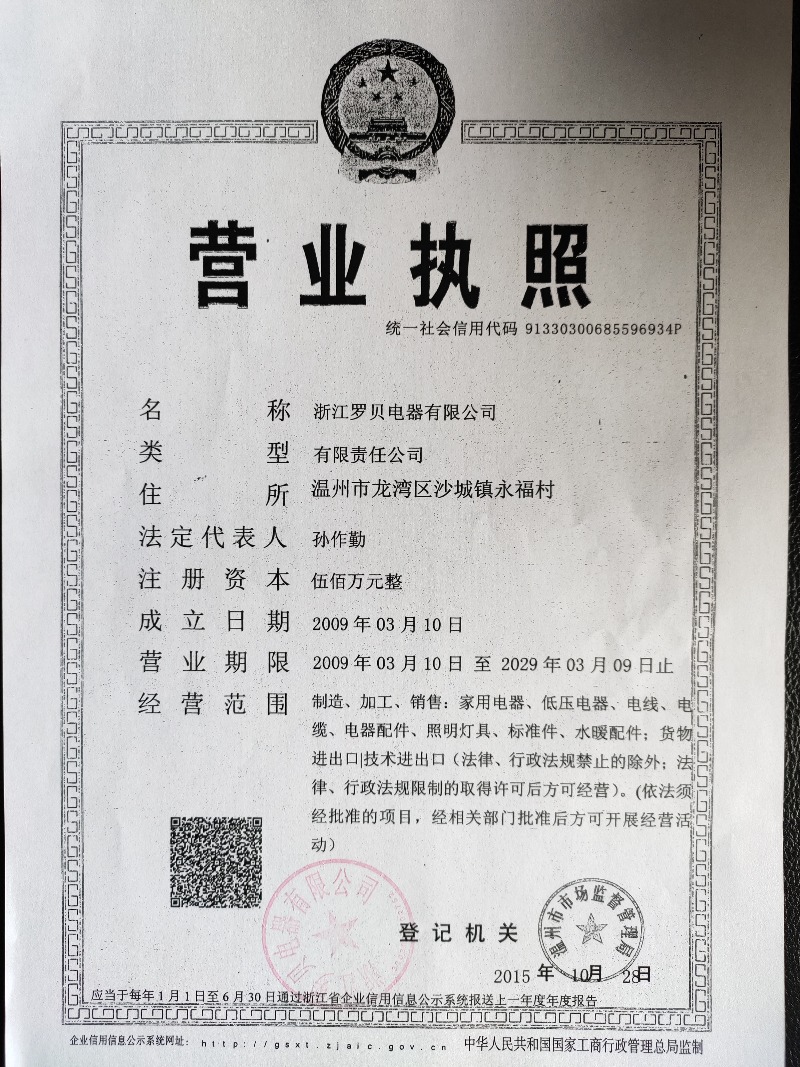 营业执照
统一社会信用代码 91330300685596934P
名称 浙江罗贝电器有限公司
类型 有限责任公司
住所 温州市龙湾区沙城镇永福村
法定代表人 孙作勤
注册资本 伍佰万元整
成立日期 2009年03月10日
营业期限 2009年03月10日至2029年03月09日止
经营范围 制造、加工、销售：家用电器、低压电器、电线、电
缆、电器配件、照明灯具、标准件、水暖配件；货物
进出口|技术进出口（法律、行政法规禁止的除外；法
律、行政法规限制的取得许可后方可经营）。(依法须
经批准的项目，经相关部门批准后方可开展经营活
动）
贝电器有限公司
登记机关
温州市市场监督管理局
2015年10月28日
应当于每年1月1日至6月30日通过浙江省企业信用信息公示系统报送上一年度年度报告
企业信用信息公示系统网址： http://gsxt.zjaic.gov.cn 中华人民共和国国家工商行政管理总局监制